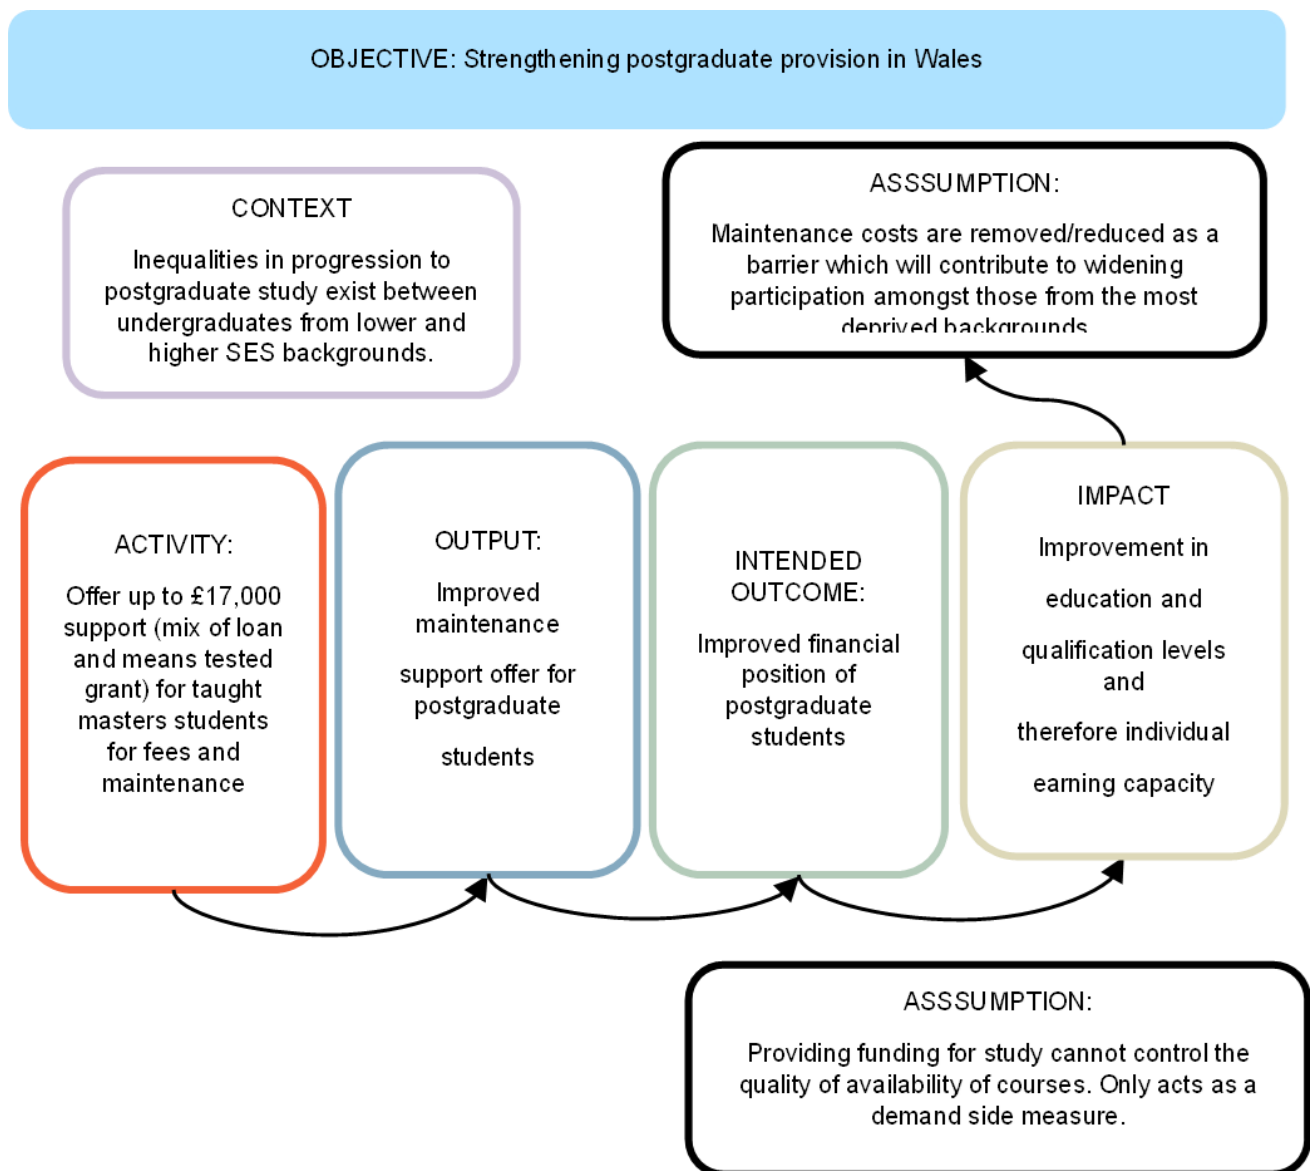 OBJECTIVE: Strengthening postgraduate provision in Wales
CONTEXT
Inequalities in progression to
postgraduate study exist between
undergraduates from lower and
higher SES backgrounds.
ASSSUMPTION:
Maintenance costs are removed/reduced as a
barrier which will contribute to widening
participation amongst those from the most
deprived backgrounds
ACTIVITY:
Offer up to £17,000
support (mix of loan
and means tested
grant) for taught
masters students
for fees and
maintenance
OUTPUT:
Improved
maintenance
support offer for
postgraduate
students
INTENDED
OUTCOME:
Improved financial
position of
postgraduate
students
IMPACT
Improvement in
education and
qualification levels
and
therefore individual
earning capacity
ASSSUMPTION:
Providing funding for study cannot control the
quality of availability of courses. Only acts as a
demand side measure.